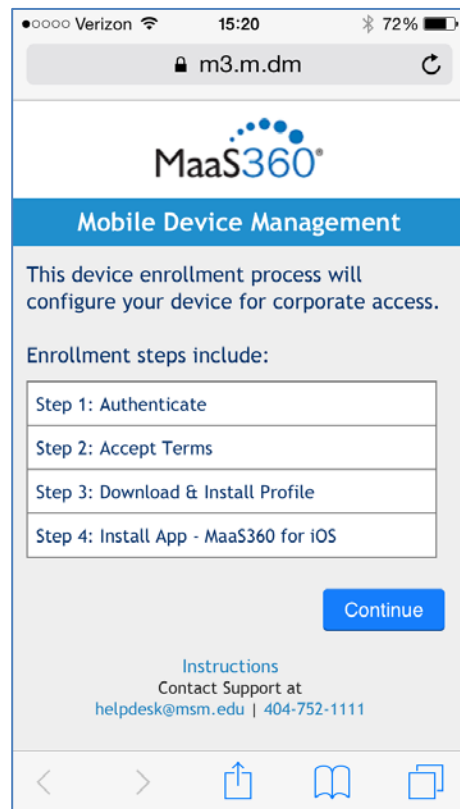 Verizon 15:20 72%
m3.m.dm
MaaS360®
Mobile Device Management
This device enrollment process will
configure your device for corporate access.
Enrollment steps include:
Step 1: Authenticate
Step 2: Accept Terms
Step 3: Download & Install Profile
Step 4: Install App - MaaS360 for iOS
Continue
Instructions
Contact Support at
helpdesk@msm.edu | 404-752-1111